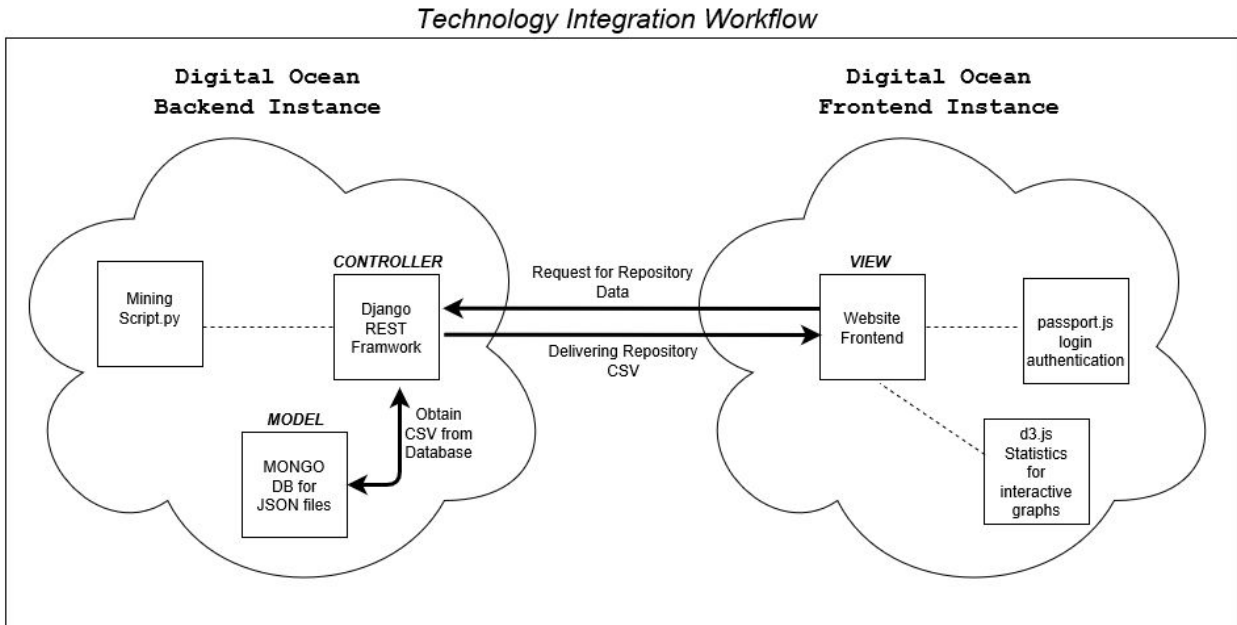 Technology Integration Workflow
Digital Ocean
Backend Instance
Digital Ocean
Frontend Instance
Mining
Script.py
CONTROLLER
Django
REST
Framwork
MODEL
MONGO
DB for
JSON files
Obtain
CSV from
Database
Request for Repository
Data
Delivering Repository
CSV
VIEW
Website
Frontend
passport.js
login
authentication
d3.js
Statistics
for
interactive
graphs